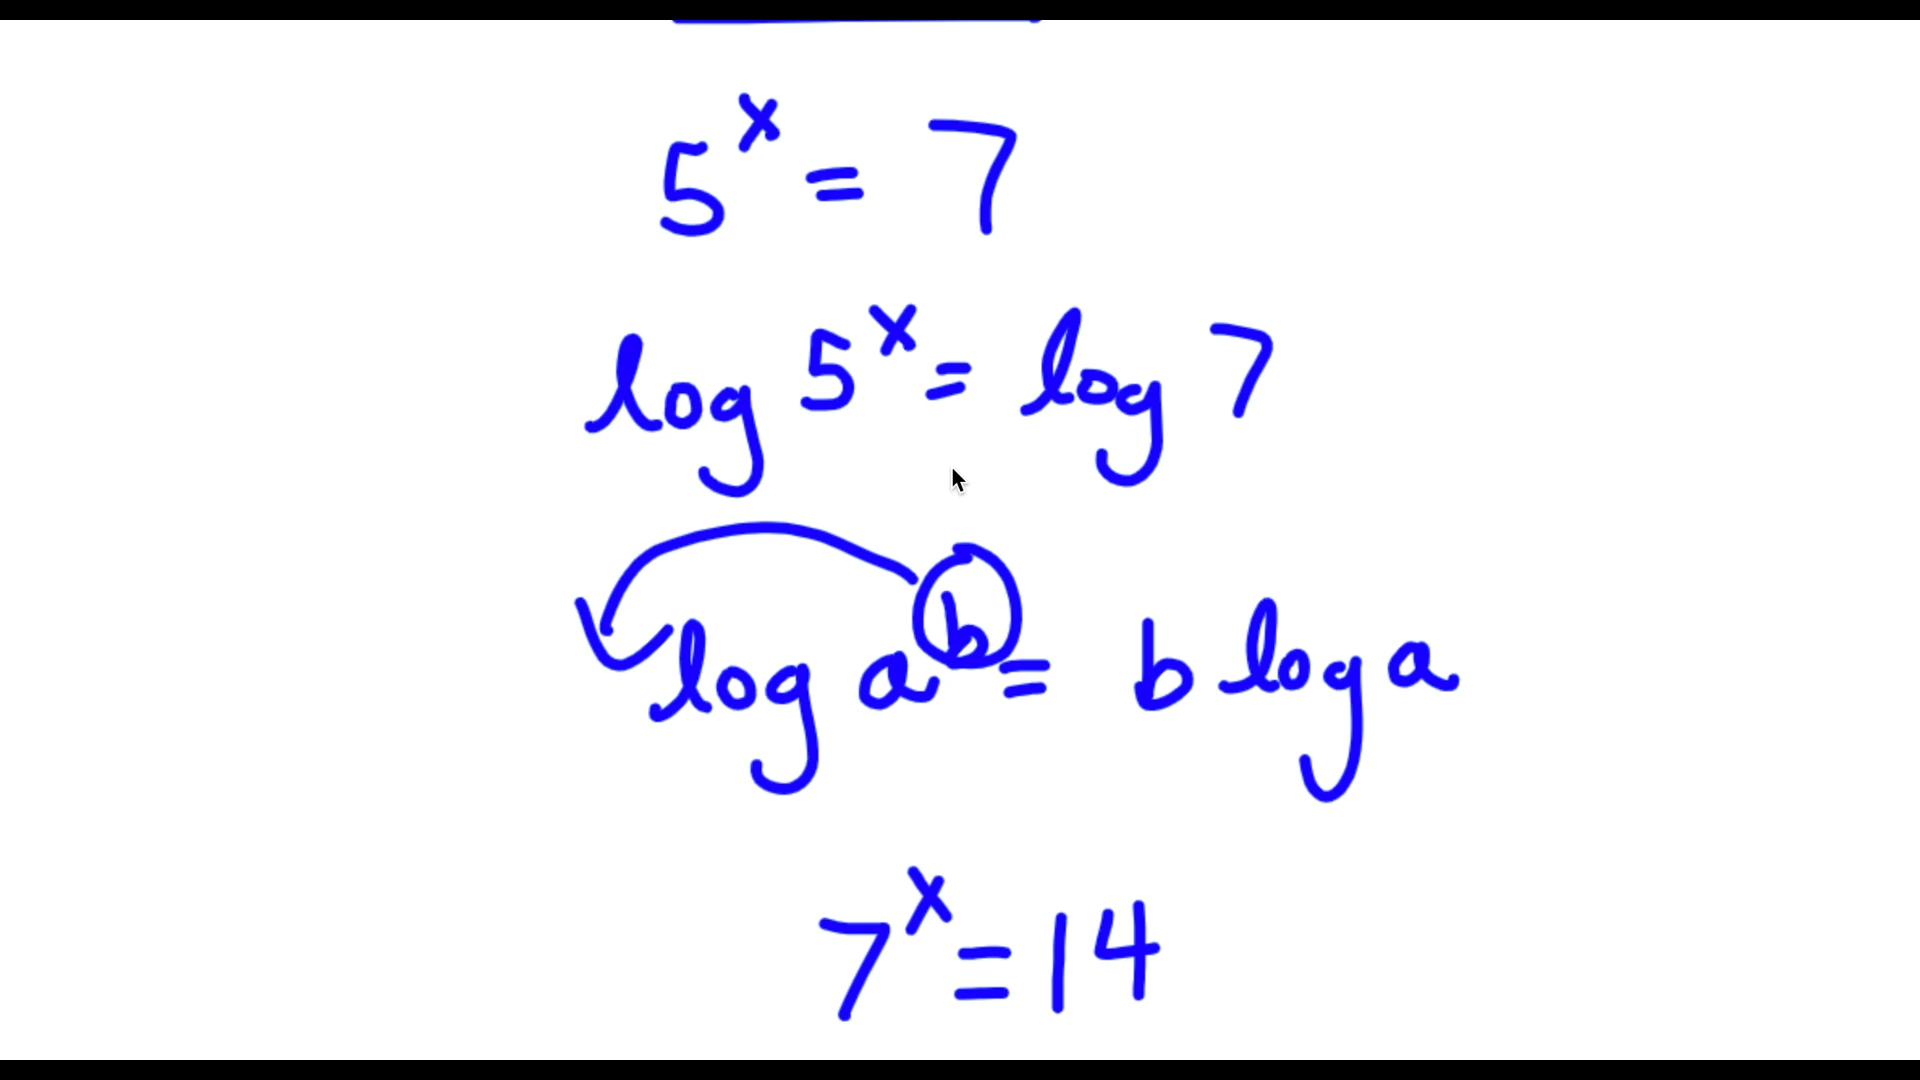 5^x = 7
log 5^x = log 7
log a^b = b log a
7^x = 14